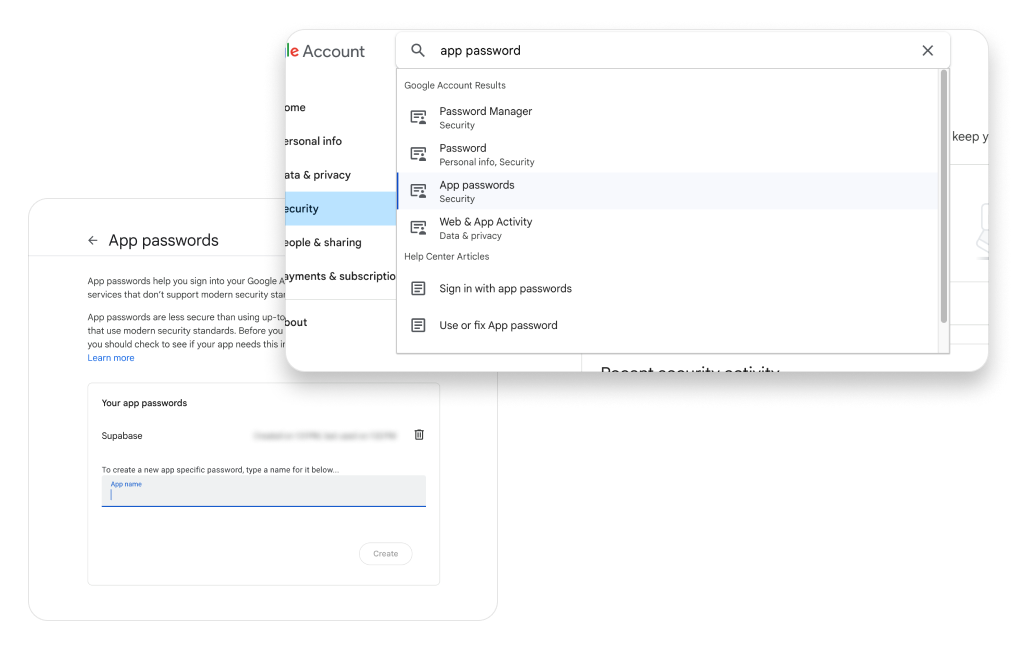 le Account
app password
Google Account Results
Password Manager
Security
Password
Personal info, Security
App passwords
Security
Web & App Activity
Data & privacy
Help Center Articles
Sign in with app passwords
Use or fix App password
ome
ersonal info
ata & privacy
ecurity
eople & sharing
ayments & subscriptio
bout
keep y
Recent security activity
App passwords
App passwords help you sign into your Google A
services that don't support modern security sta
App passwords are less secure than using up-to
that use modern security standards. Before you
you should check to see if your app needs this i
Learn more
Your app passwords
Supabase
To create a new app specific password, type a name for it below...
App name
Create